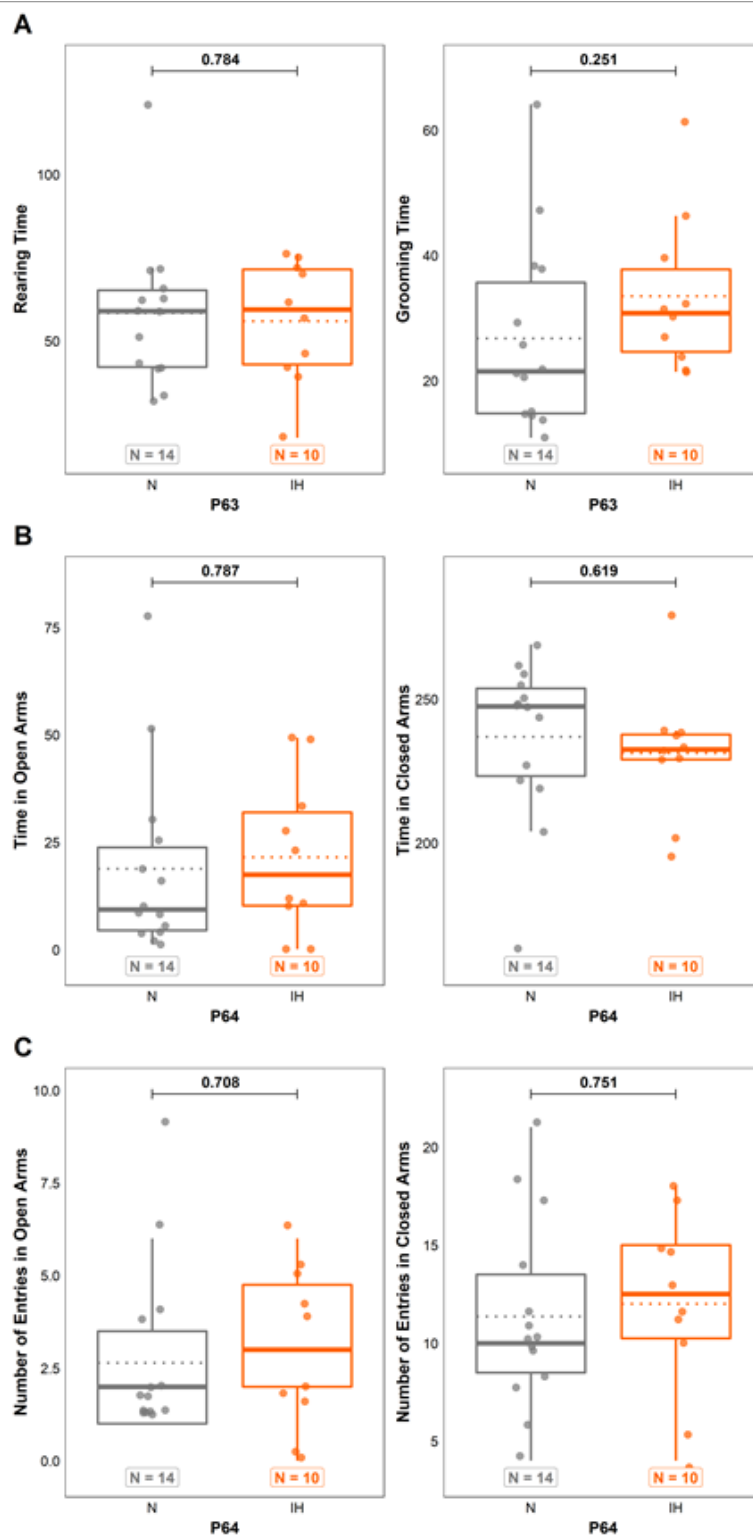 A
0.784
0.251
Rearing Time
100
50
Grooming Time
60
40
20
N = 14
N = 10
N = 14
N = 10
N
IH
N
IH
P63
P63
B
0.787
0.619
Time in Open Arms
75
50
25
0
Time in Closed Arms
250
200
N = 14
N = 10
N = 14
N = 10
N
IH
N
IH
P64
P64
C
0.708
0.751
Number of Entries in Open Arms
10.0
7.5
5.0
2.5
0.0
Number of Entries in Closed Arms
20
15
10
5
N = 14
N = 10
N = 14
N = 10
N
IH
N
IH
P64
P64